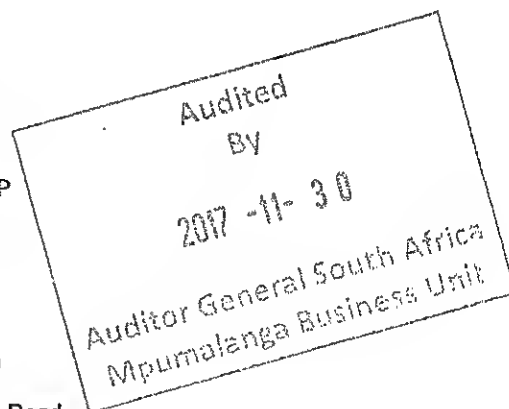 Audited
By
2017 -11- 30
Auditor General South Africa
Mpumalanga Business Unit
P